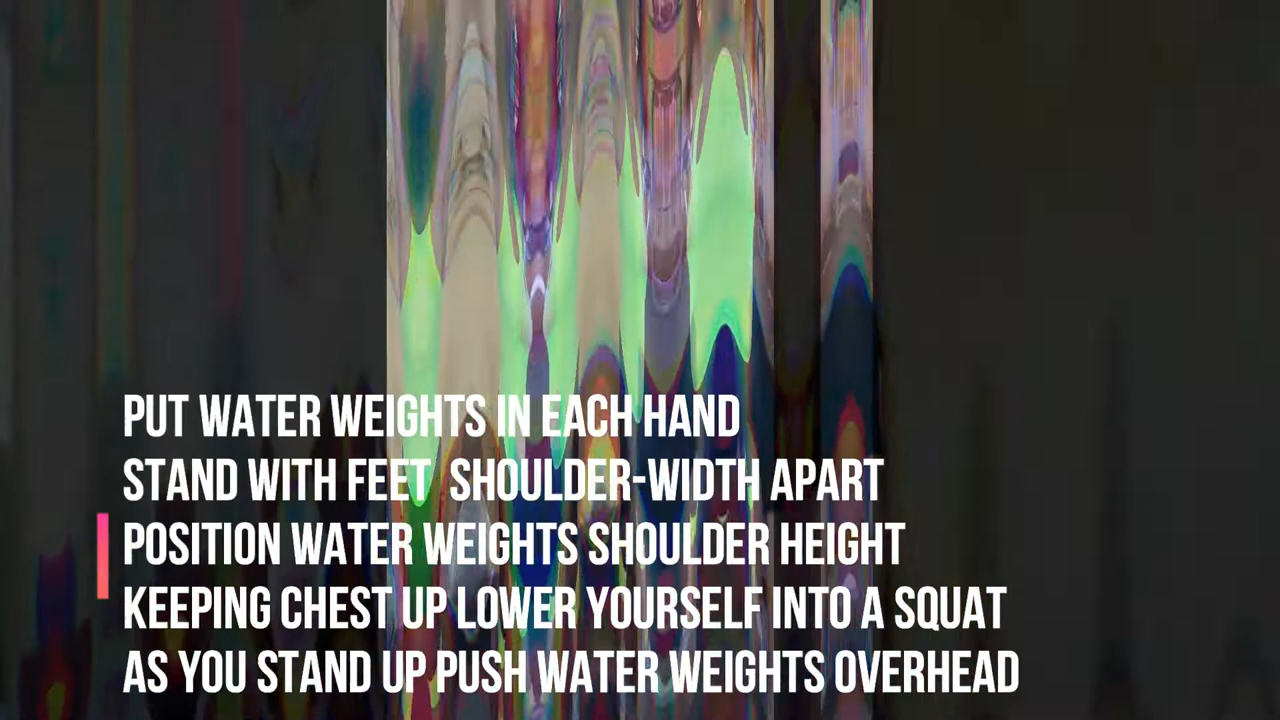 PUT WATER WEIGHTS IN EACH HAND
STAND WITH FEET  SHOULDER-WIDTH APART
POSITION WATER WEIGHTS SHOULDER HEIGHT
KEEPING CHEST UP LOWER YOURSELF INTO A SQUAT
AS YOU STAND UP PUSH WATER WEIGHTS OVERHEAD